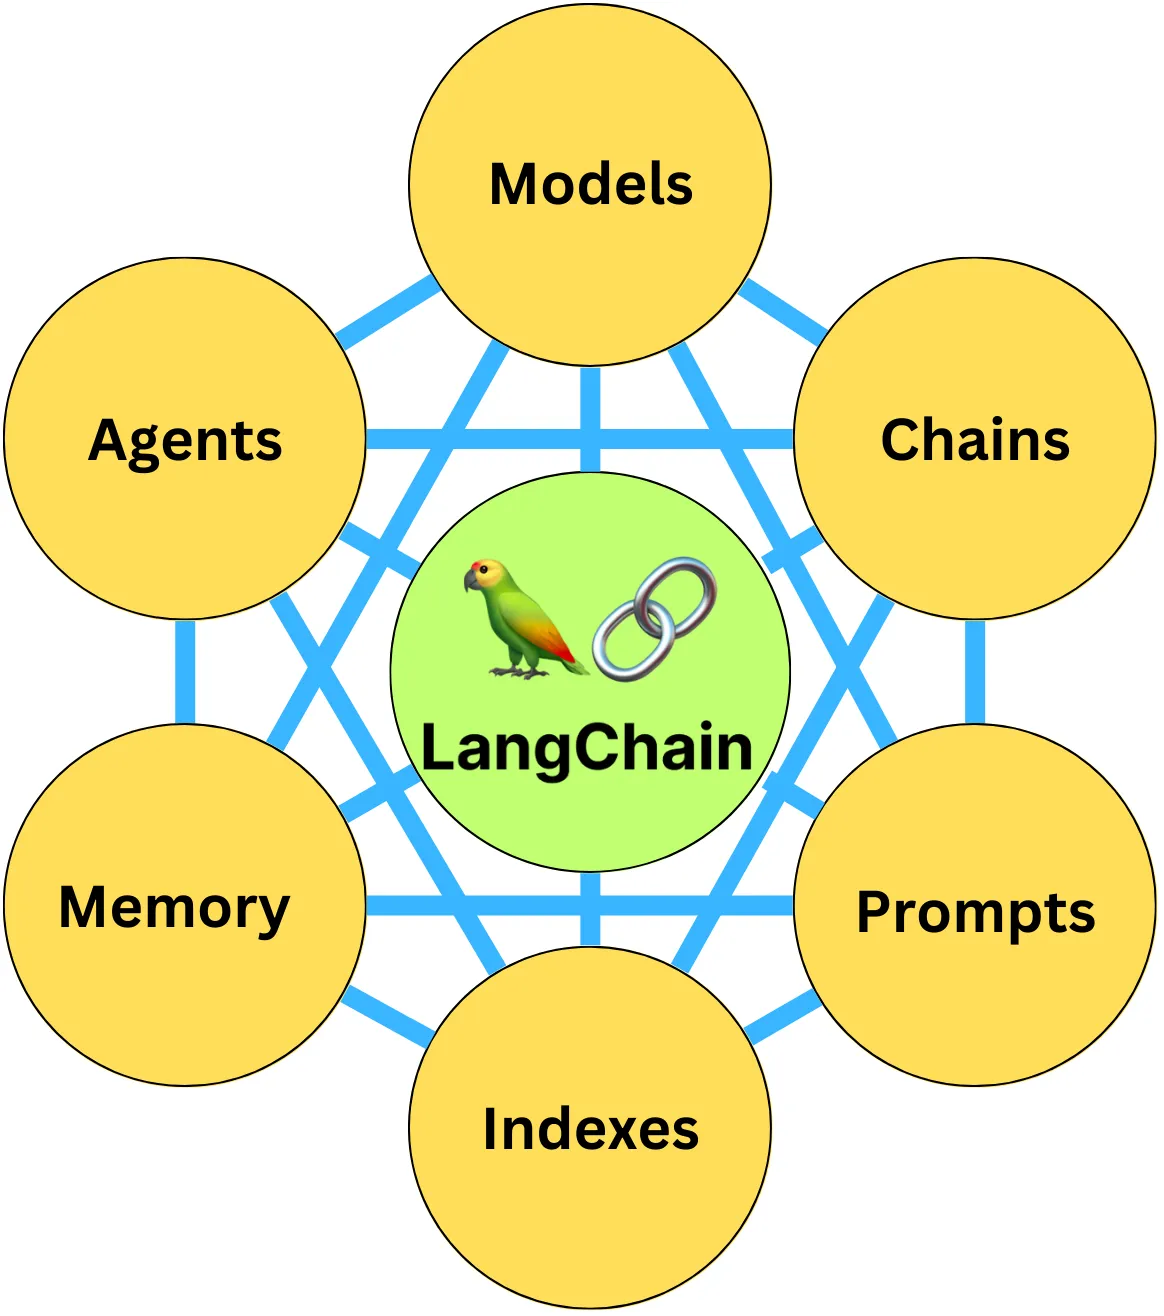 Models
Agents
Chains
LangChain
Memory
Prompts
Indexes